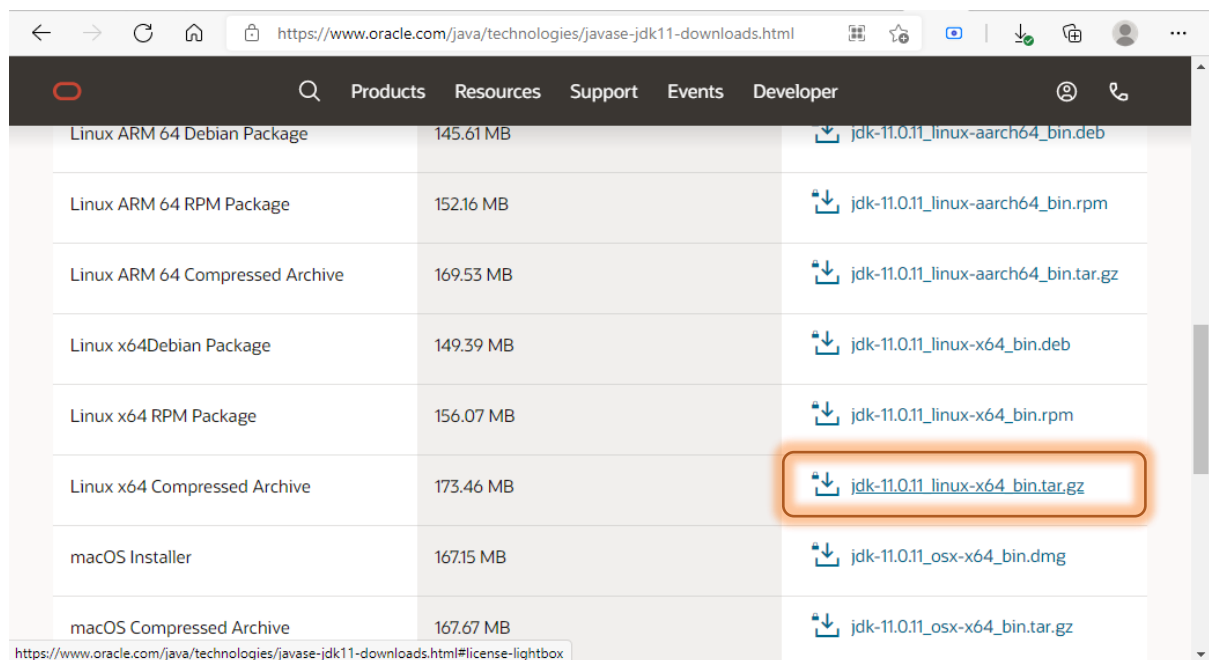 https://www.oracle.com/java/technologies/javase-jdk11-downloads.html
Products Resources Support Events Developer
Linux ARM 64 Debian Package 145.61 MB jdk-11.0.11_linux-aarch64_bin.deb
Linux ARM 64 RPM Package 152.16 MB jdk-11.0.11_linux-aarch64_bin.rpm
Linux ARM 64 Compressed Archive 169.53 MB jdk-11.0.11_linux-aarch64_bin.tar.gz
Linux x64Debian Package 149.39 MB jdk-11.0.11_linux-x64_bin.deb
Linux x64 RPM Package 156.07 MB jdk-11.0.11_linux-x64_bin.rpm
Linux x64 Compressed Archive 173.46 MB jdk-11.0.11_linux-x64_bin.tar.gz
macOS Installer 167.15 MB jdk-11.0.11_osx-x64_bin.dmg
macOS Compressed Archive 167.67 MB jdk-11.0.11_osx-x64_bin.tar.gz
https://www.oracle.com/java/technologies/javase-jdk11-downloads.html#license-lightbox